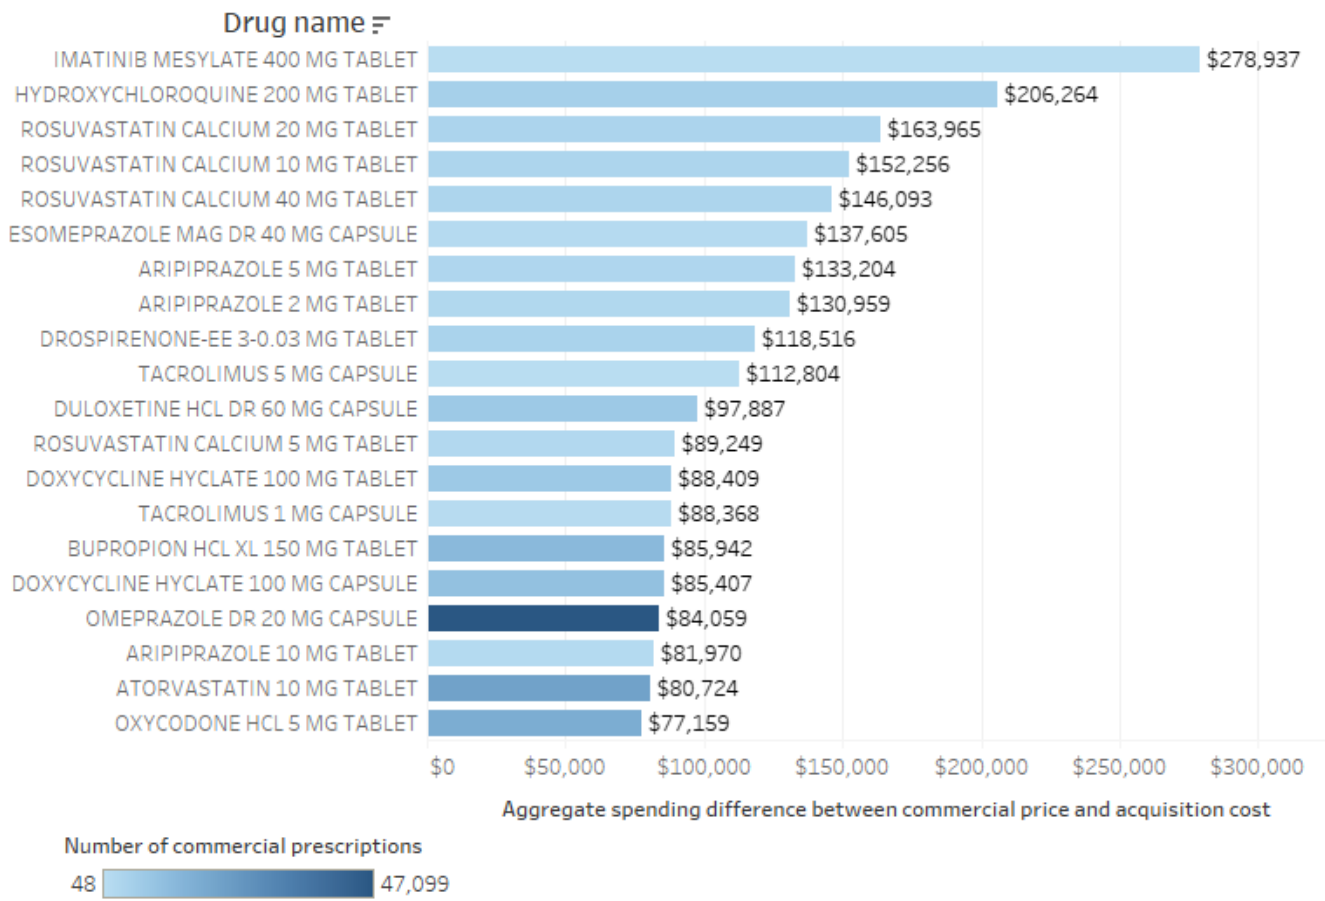 Drug name
IMATINIB MESYLATE 400 MG TABLET $278,937
HYDROXYCHLOROQUINE 200 MG TABLET $206,264
ROSUVASTATIN CALCIUM 20 MG TABLET $163,965
ROSUVASTATIN CALCIUM 10 MG TABLET $152,256
ROSUVASTATIN CALCIUM 40 MG TABLET $146,093
ESOMEPRAZOLE MAG DR 40 MG CAPSULE $137,605
ARIPIPRAZOLE 5 MG TABLET $133,204
ARIPIPRAZOLE 2 MG TABLET $130,959
DROSPIRENONE-EE 3-0.03 MG TABLET $118,516
TACROLIMUS 5 MG CAPSULE $112,804
DULOXETINE HCL DR 60 MG CAPSULE $97,887
ROSUVASTATIN CALCIUM 5 MG TABLET $89,249
DOXYCYCLINE HYCLATE 100 MG TABLET $88,409
TACROLIMUS 1 MG CAPSULE $88,368
BUPROPION HCL XL 150 MG TABLET $85,942
DOXYCYCLINE HYCLATE 100 MG CAPSULE $85,407
OMEPRAZOLE DR 20 MG CAPSULE $84,059
ARIPIPRAZOLE 10 MG TABLET $81,970
ATORVASTATIN 10 MG TABLET $80,724
OXYCODONE HCL 5 MG TABLET $77,159
$0 $50,000 $100,000 $150,000 $200,000 $250,000 $300,000
Aggregate spending difference between commercial price and acquisition cost
Number of commercial prescriptions
48 47,099